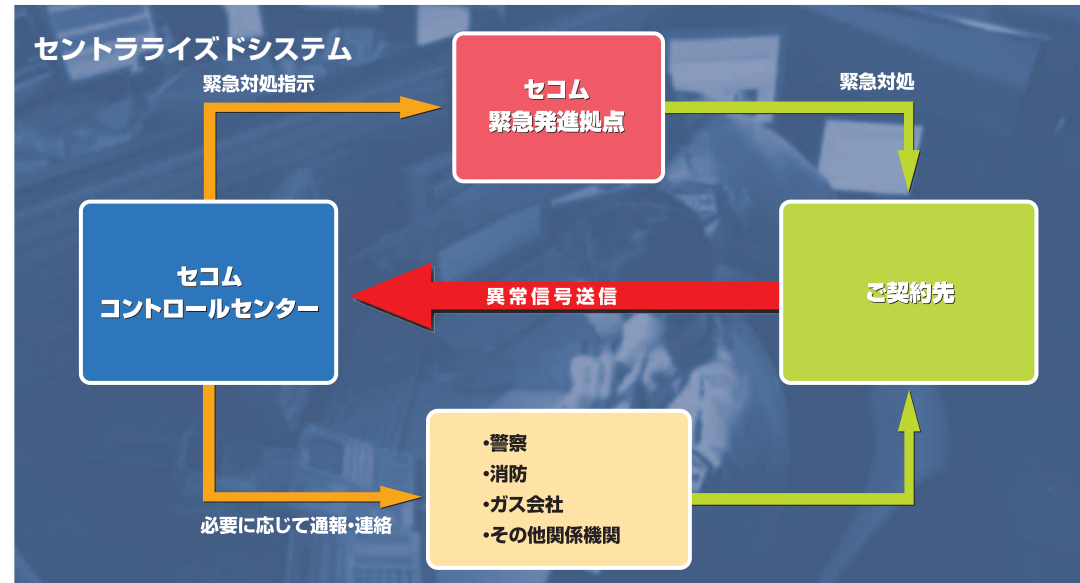 セントラライズドシステム
緊急対処指示
セコム
緊急発進拠点
緊急対処
セコム
コントロールセンター
異常信号送信
ご契約先
・警察
・消防
・ガス会社
・その他関係機関
必要に応じて通報・連絡